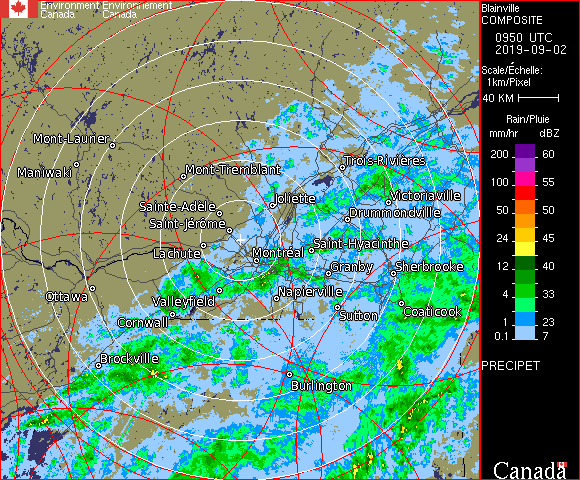 Environment Environnement
Canada Canada
Blainville
COMPOSITE
0950 UTC
2019-09-02
Scale/Échelle:
1km/Pixel
40 KM
Rain/Pluie
mm/hr dBZ
200 60
100 55
50 50
24 45
12 40
4 33
1 23
0.1 7
PRECIPET
Canada
Mont-Laurier
Maniwaki
Mont-Tremblant
Trois-Rivières
Joliette
Victoriaville
Sainte-Adèle
Drummondville
Saint-Jérôme
Saint-Hyacinthe
Lachute
Montréal
Granby
Sherbrooke
Ottawa
Valleyfield
Napierville
Cornwall
Sutton
Coaticook
Brockville
Burlington